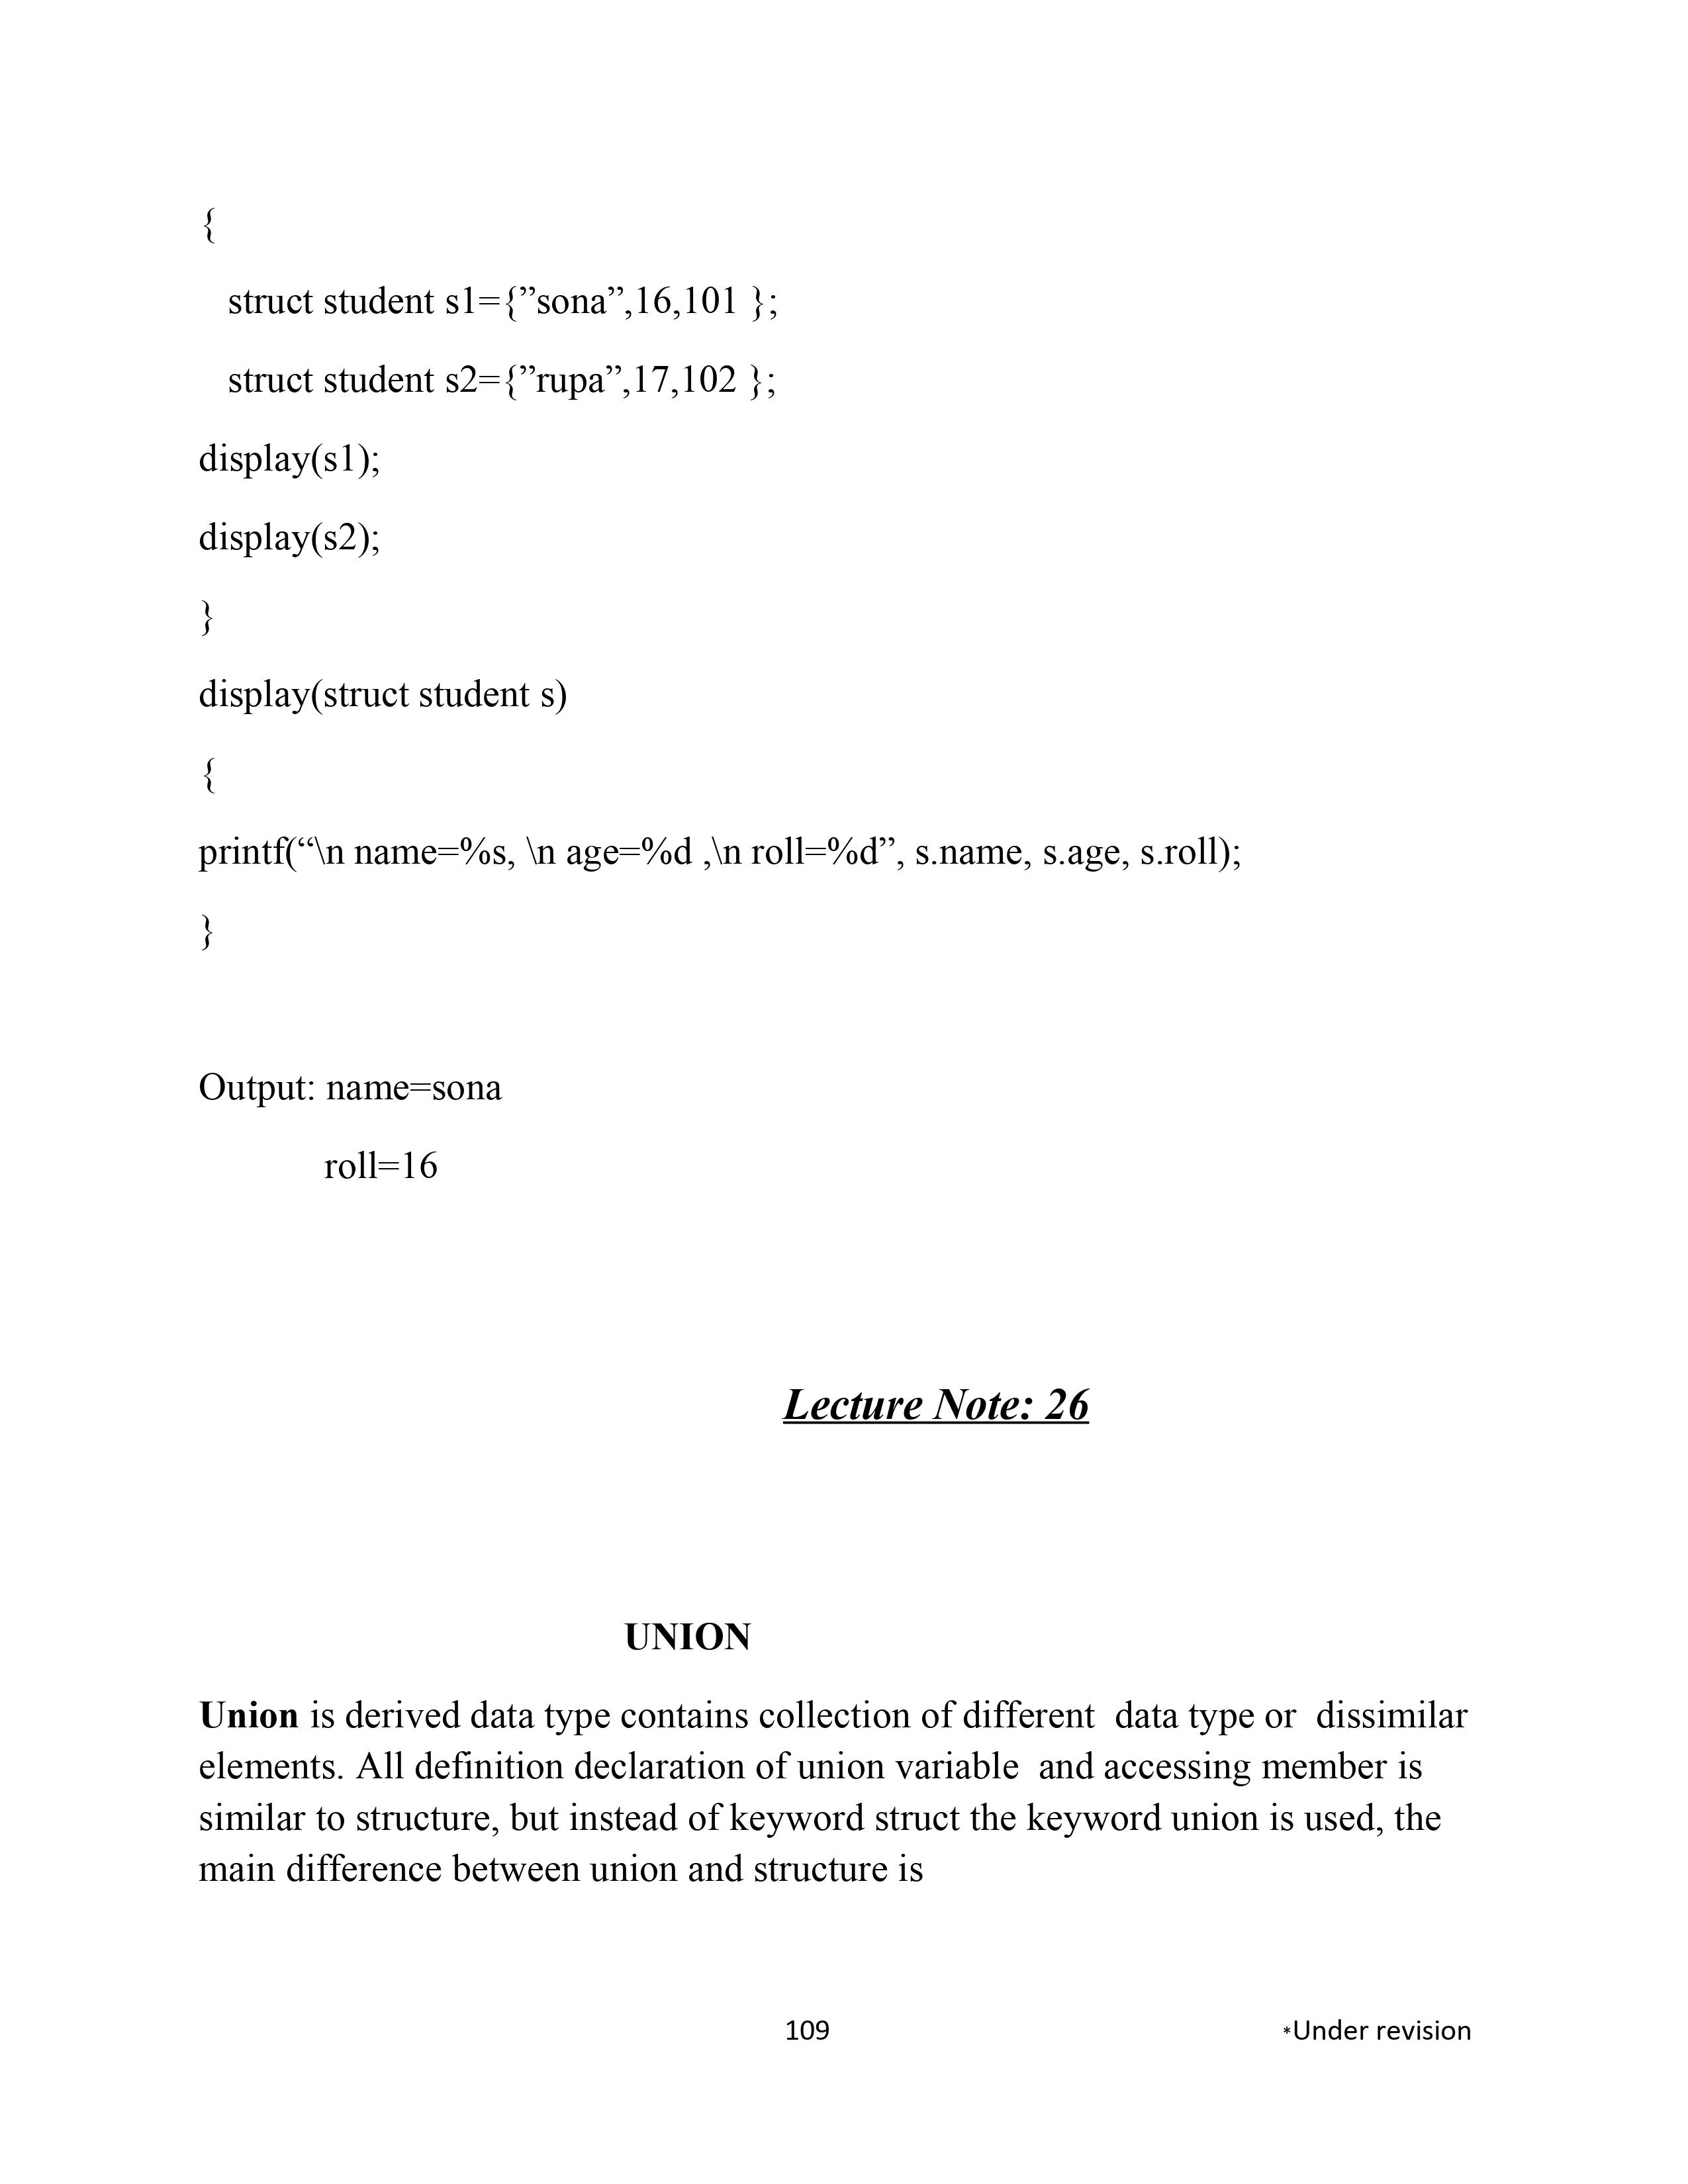 {
struct student s1={”sona”,16,101 };
struct student s2={”rupa”,17,102 };
display(s1);
display(s2);
}
display(struct student s)
{
printf(“\n name=%s, \n age=%d ,\n roll=%d”, s.name, s.age, s.roll);
}
Output: name=sona
roll=16
Lecture Note: 26
UNION
Union is derived data type contains collection of different  data type or  dissimilar
elements. All definition declaration of union variable  and accessing member is
similar to structure, but instead of keyword struct the keyword union is used, the
main difference between union and structure is
109 *Under revision